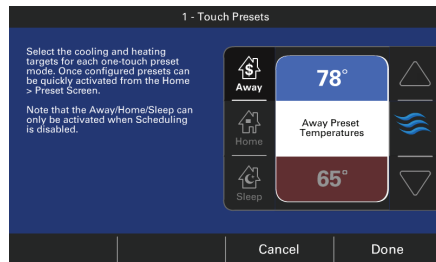 1 - Touch Presets
Select the cooling and heating
targets for each one-touch preset
mode. Once configured presets can
be quickly activated from the Home
> Preset Screen.
Note that the Away/Home/Sleep can
only be activated when Scheduling
is disabled.
$
Away
Home
Sleep
78°
Away Preset
Temperatures
65°
Cancel
Done